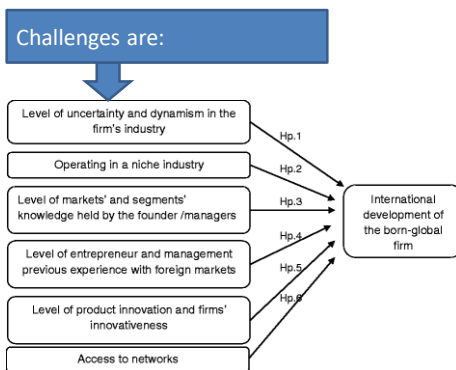 Challenges are:
Level of uncertainty and dynamism in the
firm's industry
Hp.1
Operating in a niche industry
Hp.2
Level of markets' and segments'
knowledge held by the founder /managers
Hp.3
International
development of
the born-global
firm
Level of entrepreneur and management
previous experience with foreign markets
Hp.4
Level of product innovation and firms'
innovativeness
Hp.5
Access to networks
Hp.6